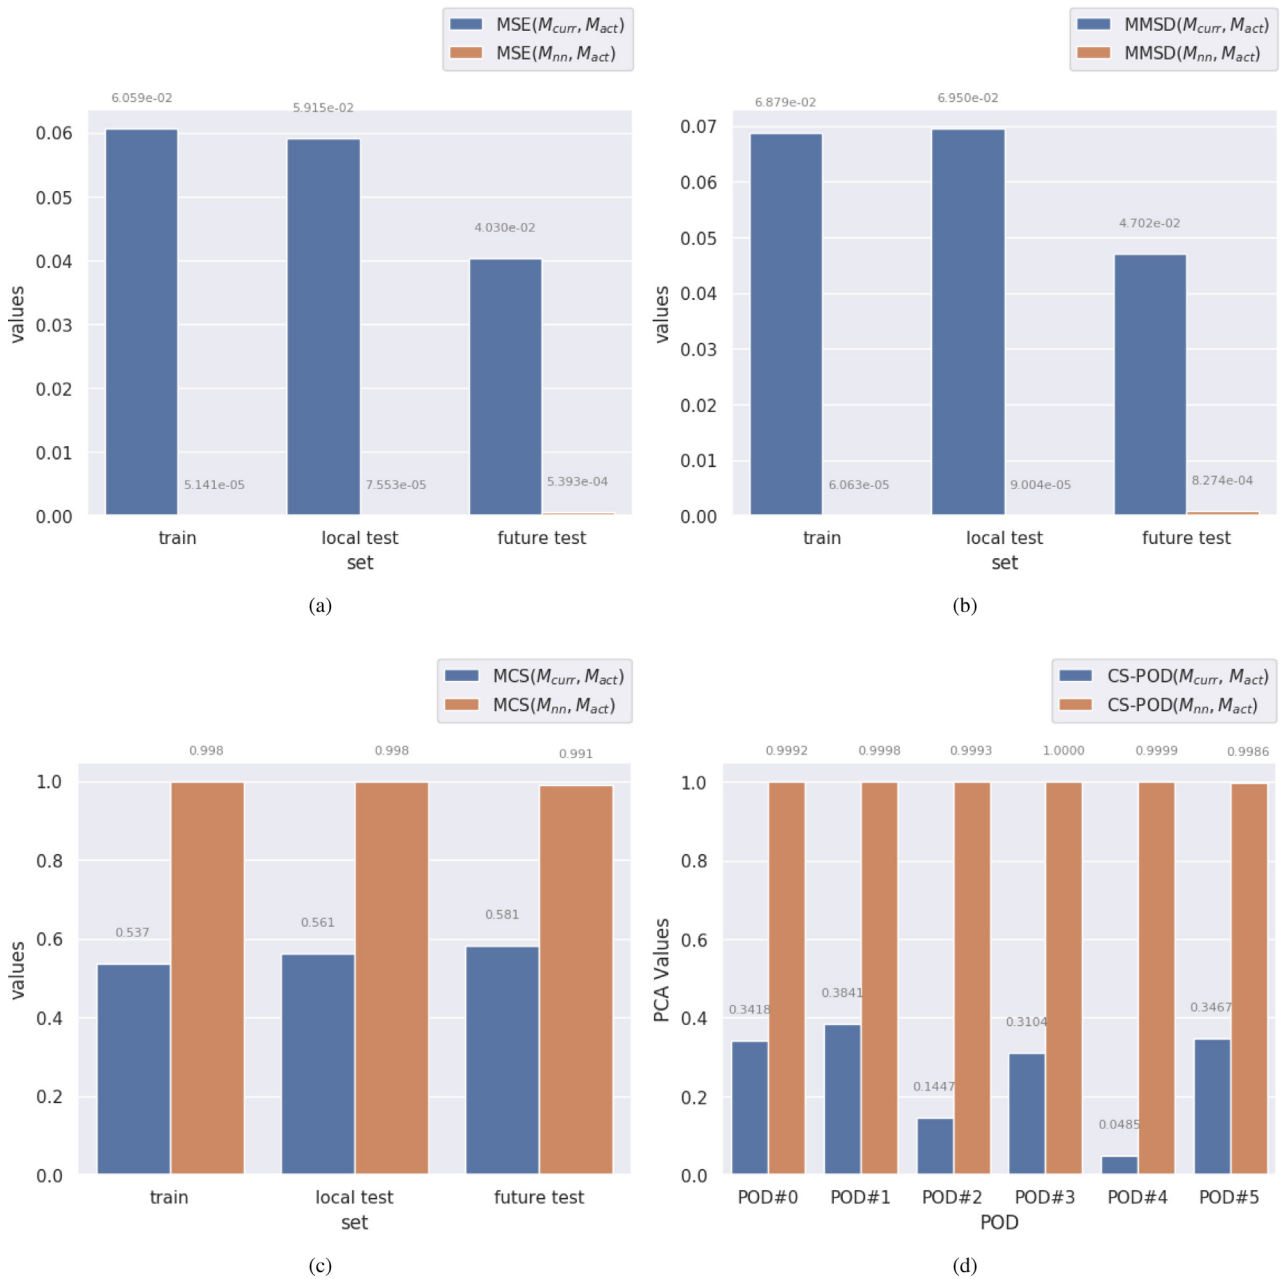 MSE(M_curr, M_act)
MSE(M_nn, M_act)
6.059e-02
5.915e-02
4.030e-02
5.141e-05
7.553e-05
5.393e-04
0.06
0.05
0.04
0.03
0.02
0.01
0.00
values
train
local test
future test
set
(a)
MMSD(M_curr, M_act)
MMSD(M_nn, M_act)
6.879e-02
6.950e-02
4.702e-02
6.063e-05
9.004e-05
8.274e-04
0.07
0.06
0.05
0.04
0.03
0.02
0.01
0.00
values
train
local test
future test
set
(b)
MCS(M_curr, M_act)
MCS(M_nn, M_act)
0.998
0.998
0.991
0.537
0.561
0.581
1.0
0.8
0.6
0.4
0.2
0.0
values
train
local test
future test
set
(c)
CS-POD(M_curr, M_act)
CS-POD(M_nn, M_act)
0.9992
0.9998
0.9993
1.0000
0.9999
0.9986
0.3418
0.3841
0.1447
0.3104
0.0485
0.3467
1.0
0.8
0.6
0.4
0.2
0.0
PCA Values
POD#0
POD#1
POD#2
POD#3
POD#4
POD#5
POD
(d)